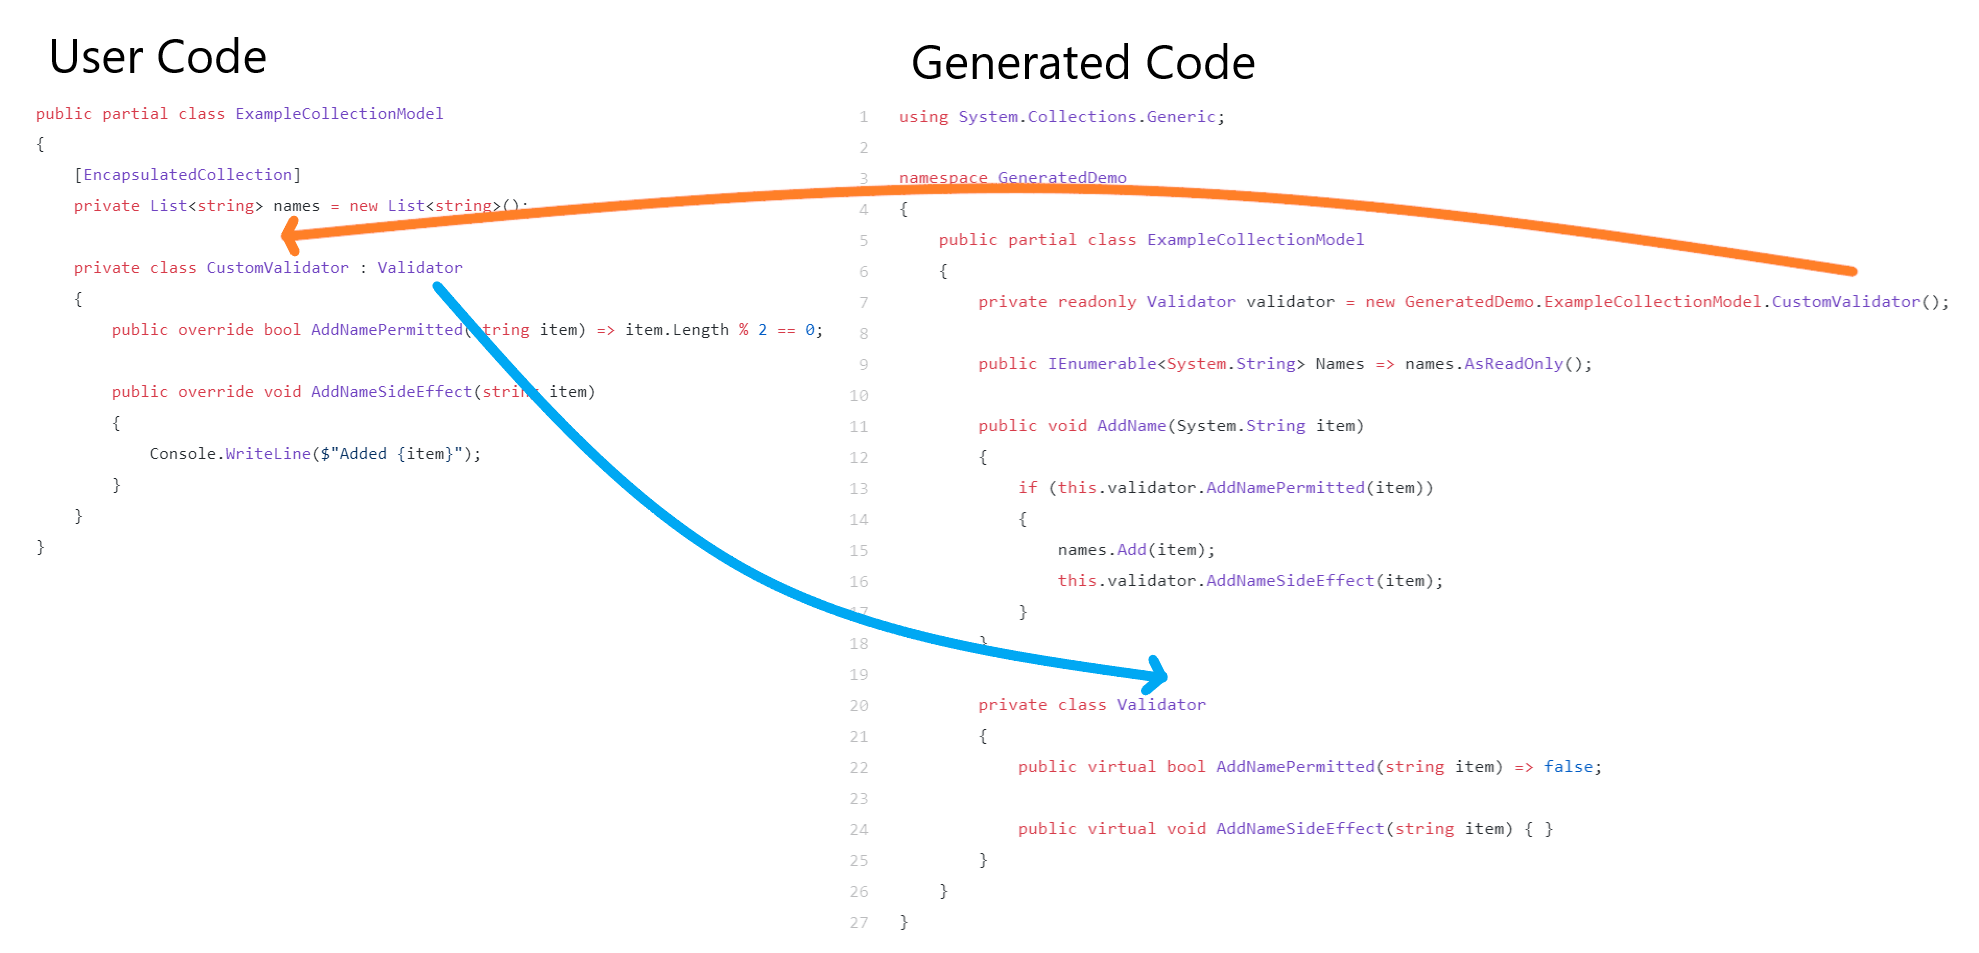 User Code
public partial class ExampleCollectionModel
{
    [EncapsulatedCollection]
    private List<string> names = new List<string>();
    private class CustomValidator : Validator
    {
        public override bool AddNamePermitted(string item) => item.Length % 2 == 0;
        public override void AddNameSideEffect(string item)
        {
            Console.WriteLine($"Added {item}");
        }
    }
}
Generated Code
1 using System.Collections.Generic;
2
3 namespace GeneratedDemo
4 {
5     public partial class ExampleCollectionModel
6     {
7         private readonly Validator validator = new GeneratedDemo.ExampleCollectionModel.CustomValidator();
8
9         public IEnumerable<System.String> Names => names.AsReadOnly();
10
11         public void AddName(System.String item)
12         {
13             if (this.validator.AddNamePermitted(item))
14             {
15                 names.Add(item);
16                 this.validator.AddNameSideEffect(item);
17             }
18         }
19
20         private class Validator
21         {
22             public virtual bool AddNamePermitted(string item) => false;
23
24             public virtual void AddNameSideEffect(string item) { }
25         }
26     }
27 }